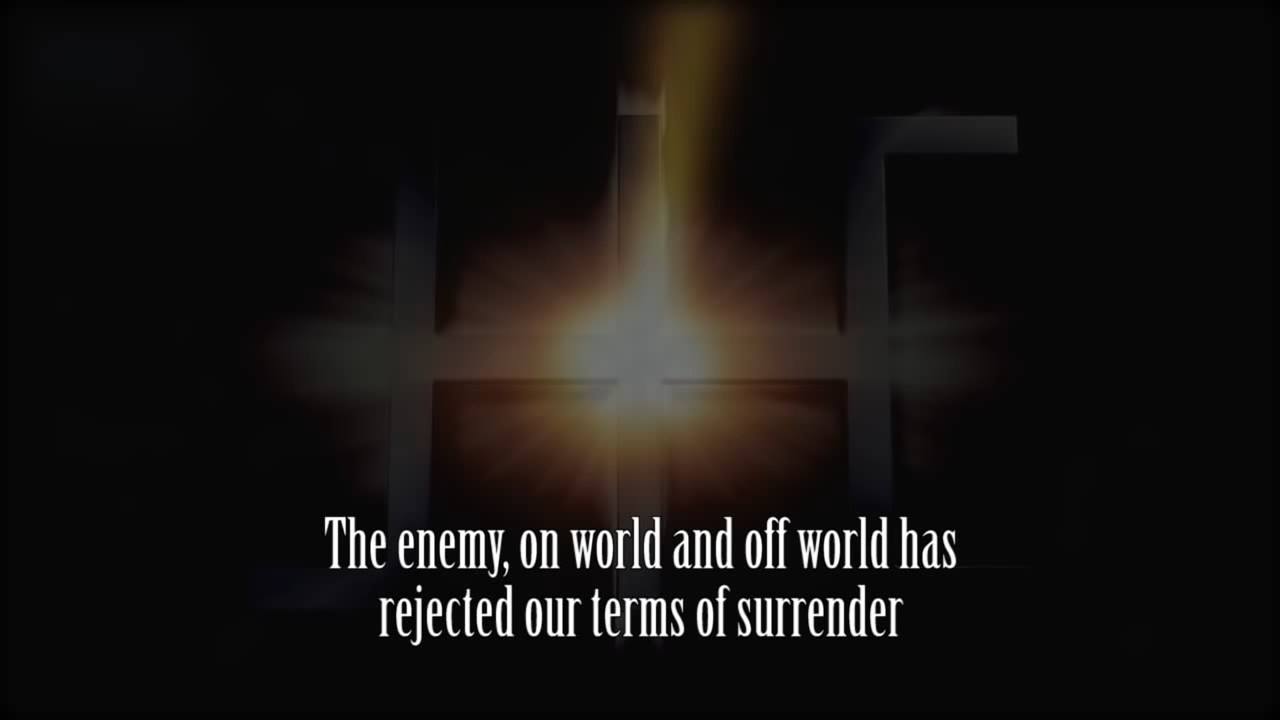 The enemy, on world and off world has
rejected our terms of surrender